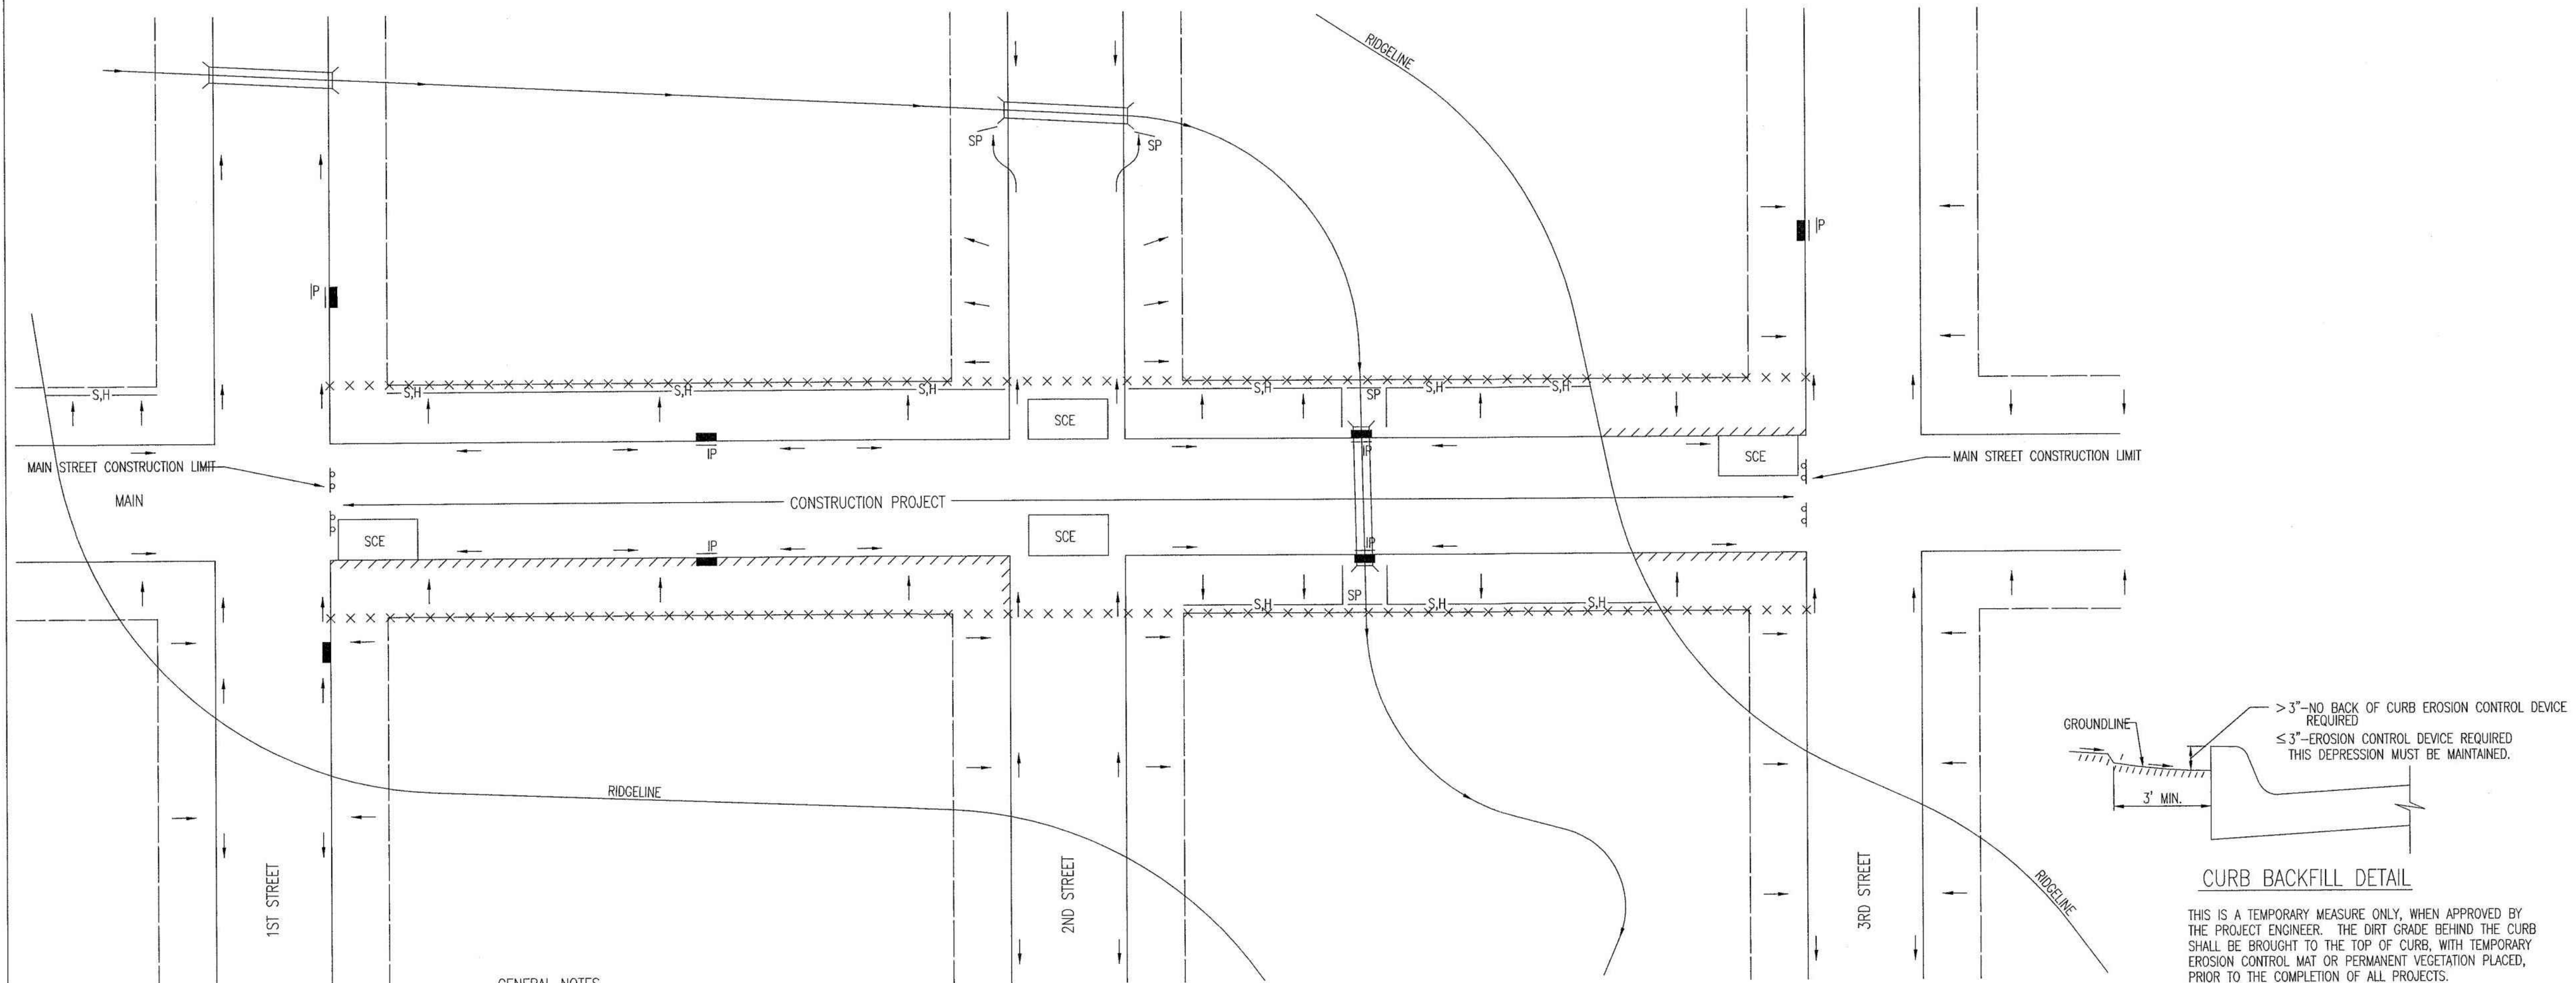 RIDGELINE
SP
SP
IP
IP
S,H
S,H
S,H
S,H
S,H
SP
S,H
S,H
SCE
MAIN STREET CONSTRUCTION LIMIT
IP
IP
SCE
MAIN STREET CONSTRUCTION LIMIT
MAIN
CONSTRUCTION PROJECT
SCE
SCE
IP
IP
S,H
SP
S,H
S,H
RIDGELINE
1ST STREET
2ND STREET
3RD STREET
RIDGELINE
GROUNDLINE
>3"-NO BACK OF CURB EROSION CONTROL DEVICE
REQUIRED
≤3"-EROSION CONTROL DEVICE REQUIRED
THIS DEPRESSION MUST BE MAINTAINED.
3' MIN.
CURB BACKFILL DETAIL
THIS IS A TEMPORARY MEASURE ONLY, WHEN APPROVED BY
THE PROJECT ENGINEER. THE DIRT GRADE BEHIND THE CURB
SHALL BE BROUGHT TO THE TOP OF CURB, WITH TEMPORARY
EROSION CONTROL MAT OR PERMANENT VEGETATION PLACED,
PRIOR TO THE COMPLETION OF ALL PROJECTS.
GENERAL NOTES